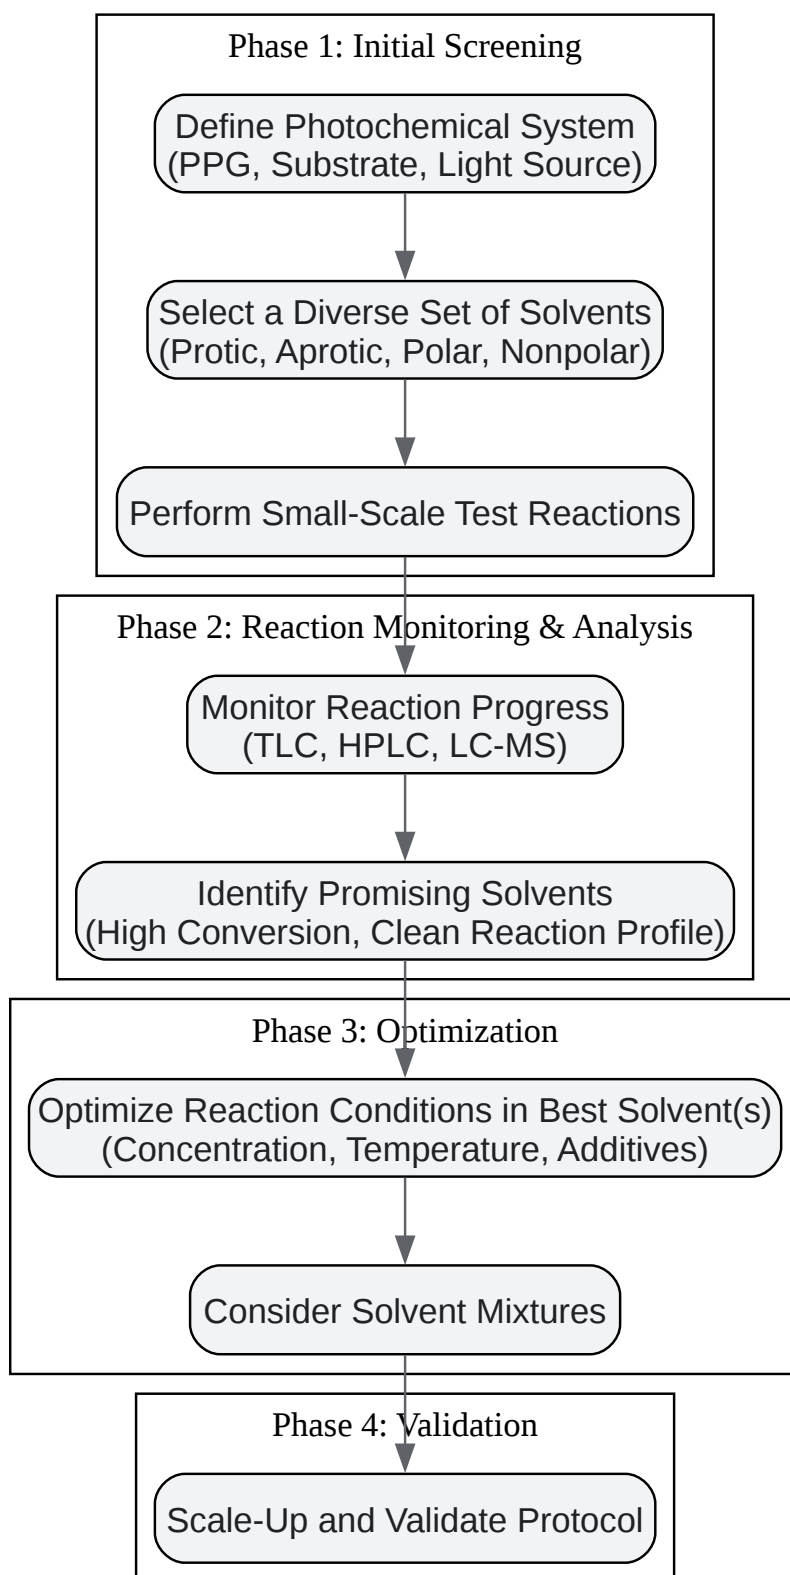 Phase 1: Initial Screening
Define Photochemical System
(PPG, Substrate, Light Source)
Select a Diverse Set of Solvents
(Protic, Aprotic, Polar, Nonpolar)
Perform Small-Scale Test Reactions
Phase 2: Reaction Monitoring & Analysis
Monitor Reaction Progress
(TLC, HPLC, LC-MS)
Identify Promising Solvents
(High Conversion, Clean Reaction Profile)
Phase 3: Optimization
Optimize Reaction Conditions in Best Solvent(s)
(Concentration, Temperature, Additives)
Consider Solvent Mixtures
Phase 4: Validation
Scale-Up and Validate Protocol